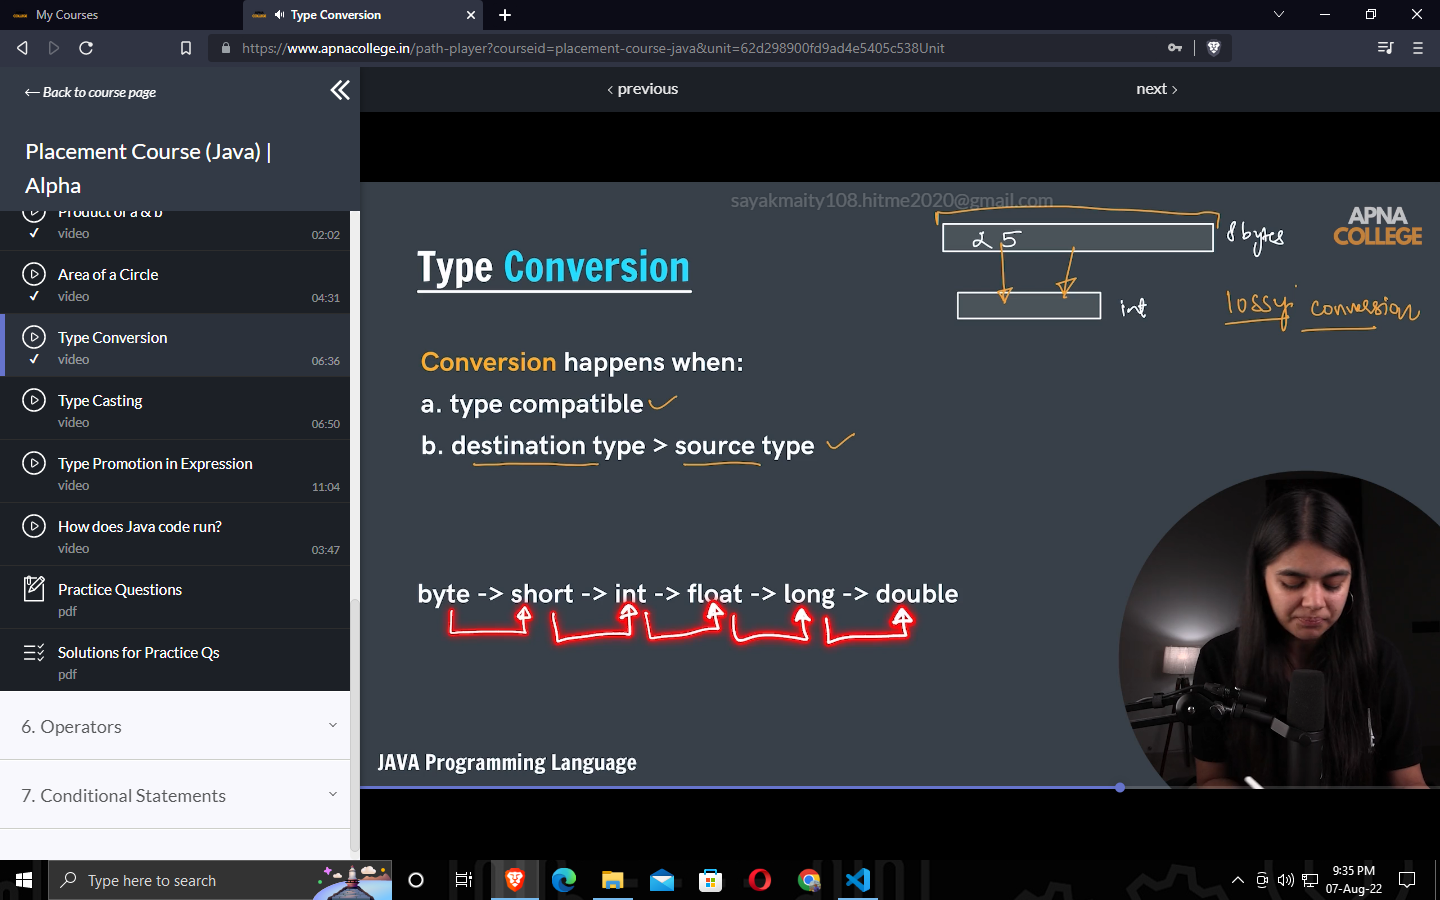 My Courses
Type Conversion
https://www.apnacollege.in/path-player?courseid=placement-course-java&unit=62d298900fd9ad4e5405c538Unit
← Back to course page
‹ previous
next ›
Placement Course (Java) |
Alpha
Product of a & b
video
02:02
Area of a Circle
video
04:31
Type Conversion
video
06:36
Type Casting
video
06:50
Type Promotion in Expression
video
11:04
How does Java code run?
video
03:47
Practice Questions
pdf
Solutions for Practice Qs
pdf
6. Operators
7. Conditional Statements
sayakmaity108.hitme2020@gmail.com
APNA
COLLEGE
25
8 bytes
int
lossy conversion
Type Conversion
Conversion happens when:
a. type compatible
b. destination type > source type
byte -> short -> int -> float -> long -> double
JAVA Programming Language
Type here to search
9:35 PM
07-Aug-22